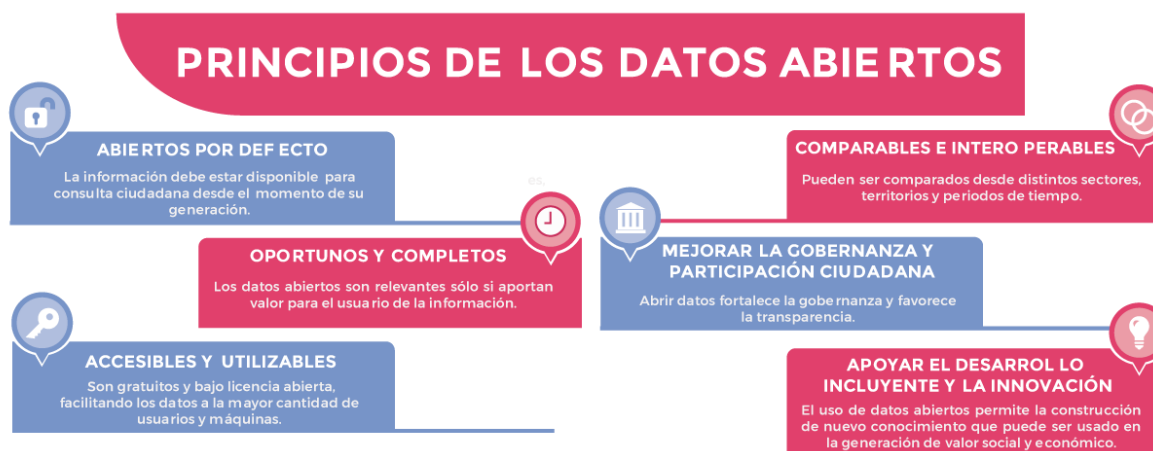 PRINCIPIOS DE LOS DATOS ABIERTOS
ABIERTOS POR DEFECTO
La información debe estar disponible para
consulta ciudadana desde el momento de su
generación.
OPORTUNOS Y COMPLETOS
Los datos abiertos son relevantes sólo si aportan
valor para el usuario de la información.
ACCESIBLES Y UTILIZABLES
Son gratuitos y bajo licencia abierta,
facilitando los datos a la mayor cantidad de
usuarios y máquinas.
es.
COMPARABLES E INTEROPERABLES
Pueden ser comparados desde distintos sectores,
territorios y periodos de tiempo.
MEJORAR LA GOBERNANZA Y
PARTICIPACIÓN CIUDADANA
Abrir datos fortalece la gobernanza y favorece
la transparencia.
APOYAR EL DESARROLLO
INCLUYENTE Y LA INNOVACIÓN
El uso de datos abiertos permite la construcción
de nuevo conocimiento que puede ser usado en
la generación de valor social y económico.